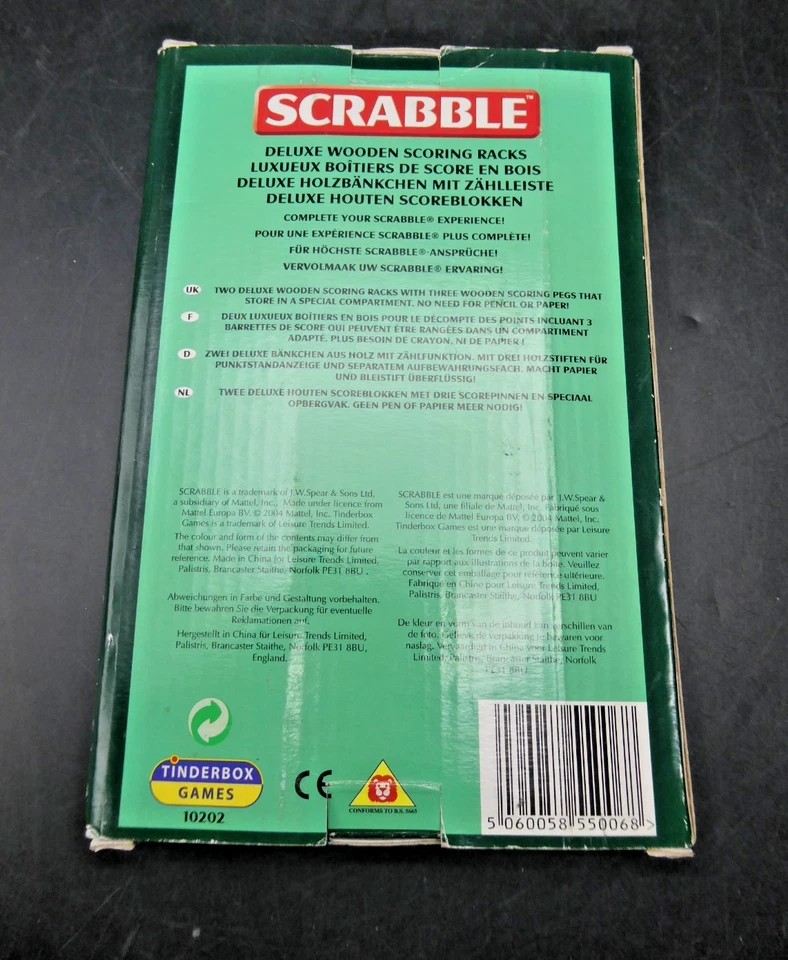 SCRABBLE™
DELUXE WOODEN SCORING RACKS
LUXUEUX BOÎTIERS DE SCORE EN BOIS
DELUXE HOLZBÄNKCHEN MIT ZÄHLLEISTE
DELUXE HOUTEN SCOREBLOKKEN
COMPLETE YOUR SCRABBLE® EXPERIENCE!
POUR UNE EXPÉRIENCE SCRABBLE® PLUS COMPLÈTE!
FÜR HÖCHSTE SCRABBLE®-ANSPRÜCHE!
VERVOLMAAK UW SCRABBLE® ERVARING!
UK TWO DELUXE WOODEN SCORING RACKS WITH THREE WOODEN SCORING PEGS THAT
STORE IN A SPECIAL COMPARTMENT. NO NEED FOR PENCIL OR PAPER!
F DEUX LUXUEUX BOÎTIERS EN BOIS POUR LE DÉCOMPTE DES POINTS INCLUANT 3
BARRETTES DE SCORE QUI PEUVENT ÊTRE RANGÉES DANS UN COMPARTIMENT
ADAPTÉ. PLUS BESOIN DE CRAYON, NI DE PAPIER !
D ZWEI DELUXE BÄNKCHEN AUS HOLZ MIT ZÄHLFUNKTION. MIT DREI HOLZSTIFTEN FÜR
PUNKTSTANDANZEIGE UND SEPARATEM AUFBEWAHRUNGSFACH. MACHT PAPIER
UND BLEISTIFT ÜBERFLÜSSIG!
NL TWEE DELUXE HOUTEN SCOREBLOKKEN MET DRIE SCOREPINNEN EN SPECIAAL
OPBERGVAK. GEEN PEN OF PAPIER MEER NODIG!
SCRABBLE is a trademark of J.W.Spear & Sons Ltd,
a subsidiary of Mattel, Inc., Made under licence from
Mattel Europa BV. © 2004 Mattel, Inc. Tinderbox
Games is a trademark of Leisure Trends Limited.
The colour and form of the contents may differ from
that shown. Please retain the packaging for future
reference. Made in China for Leisure Trends Limited,
Palistris, Brancaster Staithe, Norfolk PE31 8BU .
Abweichungen in Farbe und Gestaltung vorbehalten.
Bitte bewahren Sie die Verpackung für eventuelle
Reklamationen auf.
Hergestellt in China für Leisure Trends Limited,
Palistris, Brancaster Staithe, Norfolk PE31 8BU,
England.
SCRABBLE est une marque déposée par J.W.Spear &
Sons Ltd, une filiale de Mattel, Inc. Fabriqué sous
licence de Mattel Europa BV. © 2004 Mattel, Inc.
Tinderbox Games est une marque déposée de Leisure
Trends Limited.
La couleur et les formes de ce produit peuvent varier
par rapport aux illustrations de la boîte. Veuillez
conserver cet emballage pour référence ultérieure.
Fabriqué en Chine pour Leisure Trends Limited,
Palistris, Brancaster Staithe, Norfolk PE31 8BU
De kleur en vorm van de inhoud kan verschillen van
de foto. Gelieve de verpakking te bewaren voor
naslag. Vervaardigd in China voor Leisure Trends
Limited, Palistris, Brancaster Staithe, Norfolk
PE31 8BU
TINDERBOX
GAMES
10202
CE
CONFORMS TO B.S. 5665
5 060058 550068 >